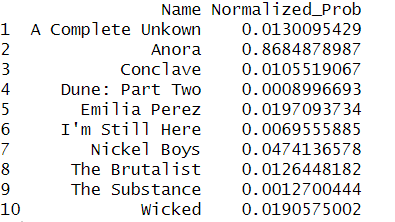 Name Normalized_Prob
1 A Complete Unkown 0.0130095429
2 Anora 0.8684878987
3 Conclave 0.0105519067
4 Dune: Part Two 0.0008996693
5 Emilia Perez 0.0197093734
6 I'm Still Here 0.0069555885
7 Nickel Boys 0.0474136578
8 The Brutalist 0.0126448182
9 The Substance 0.0012700444
10 Wicked 0.0190575002